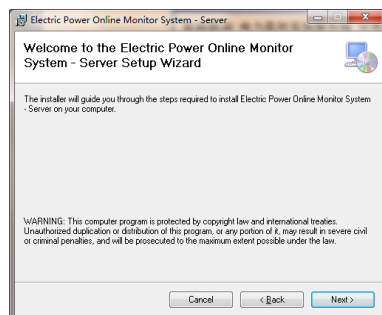 Electric Power Online Monitor System - Server
Welcome to the Electric Power Online Monitor
System - Server Setup Wizard
The installer will guide you through the steps required to install Electric Power Online Monitor System
- Server on your computer.
WARNING: This computer program is protected by copyright law and international treaties.
Unauthorized duplication or distribution of this program, or any portion of it, may result in severe civil
or criminal penalties, and will be prosecuted to the maximum extent possible under the law.
Cancel
< Back
Next >